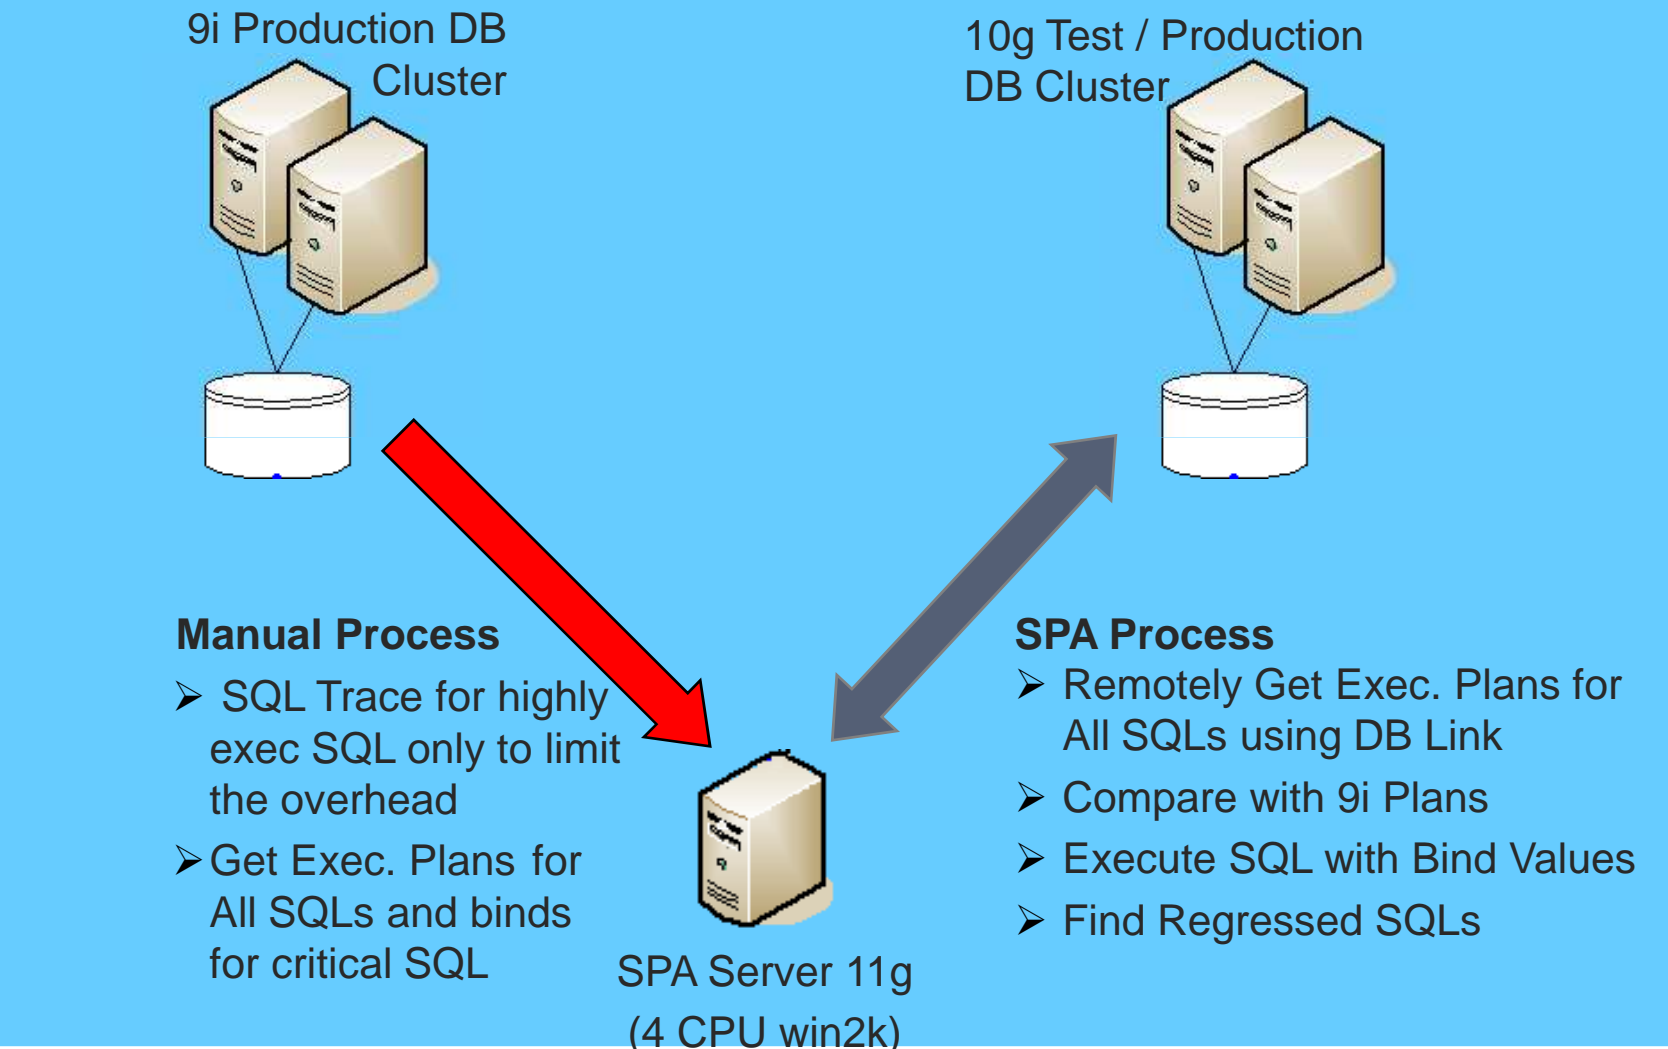 9i Production DB
Cluster
10g Test / Production
DB Cluster
Manual Process
➢ SQL Trace for highly
exec SQL only to limit
the overhead
➢ Get Exec. Plans for
All SQLs and binds
for critical SQL
SPA Process
➢ Remotely Get Exec. Plans for
All SQLs using DB Link
➢ Compare with 9i Plans
➢ Execute SQL with Bind Values
➢ Find Regressed SQLs
SPA Server 11g
(4 CPU win2k)